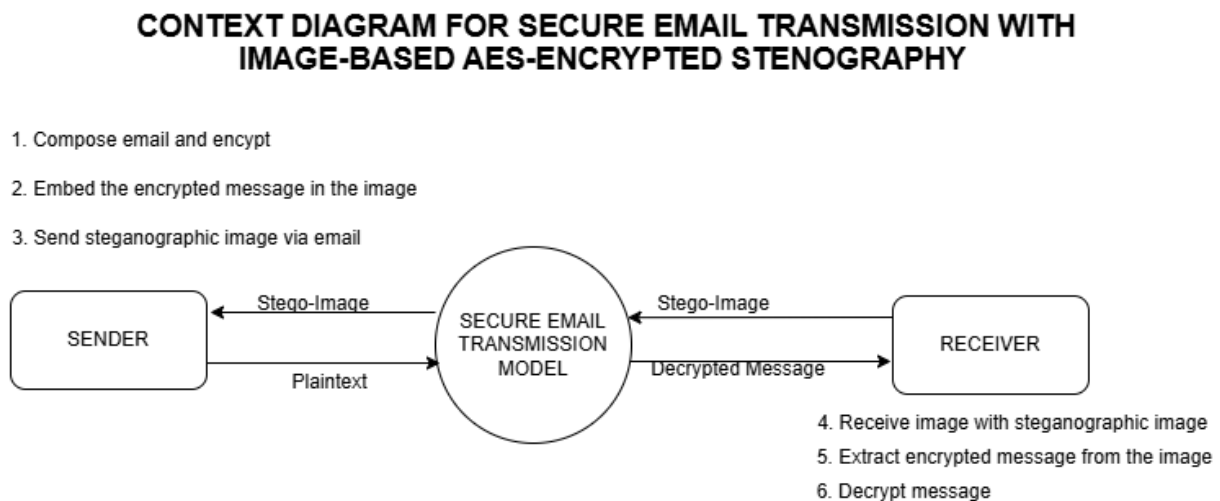 CONTEXT DIAGRAM FOR SECURE EMAIL TRANSMISSION WITH
IMAGE-BASED AES-ENCRYPTED STENOGRAPHY
1. Compose email and encypt
2. Embed the encrypted message in the image
3. Send steganographic image via email
SENDER
Stego-Image
Plaintext
SECURE EMAIL
TRANSMISSION
MODEL
Stego-Image
Decrypted Message
RECEIVER
4. Receive image with steganographic image
5. Extract encrypted message from the image
6. Decrypt message